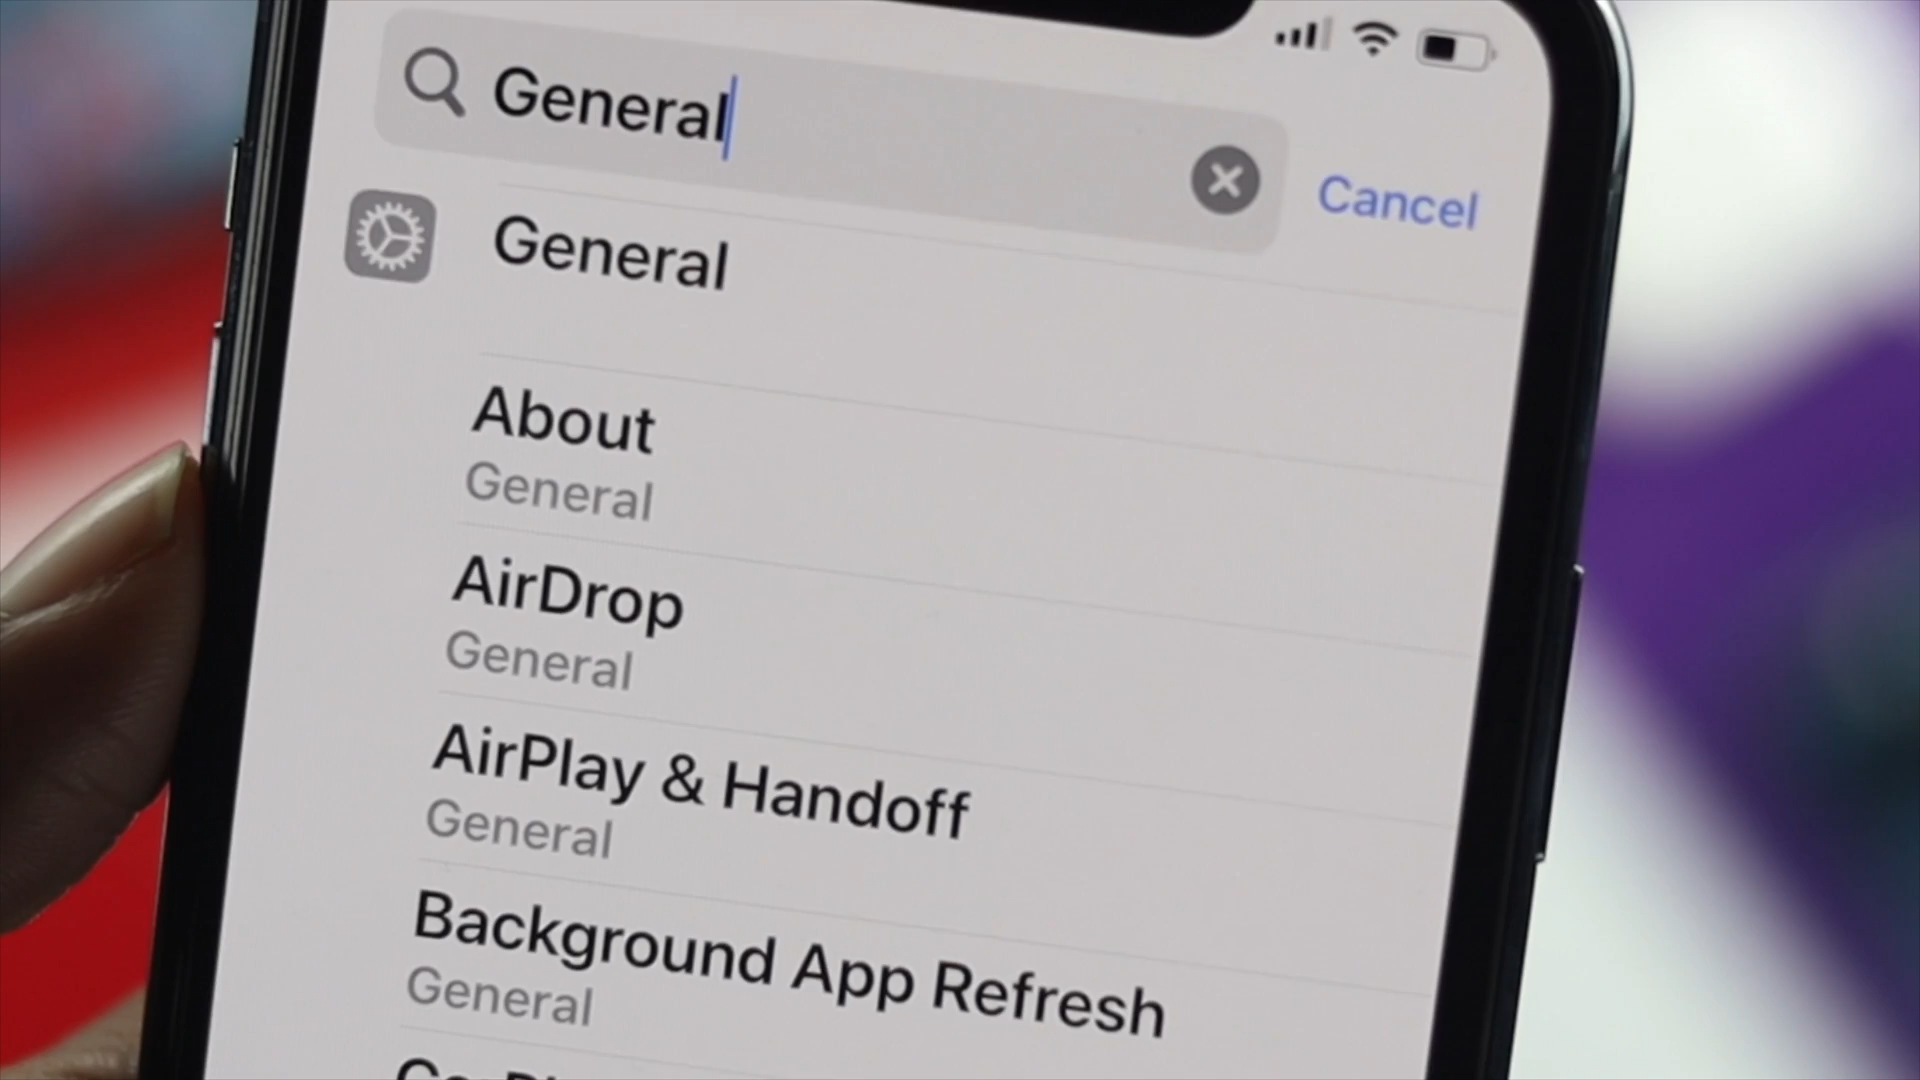 General
Cancel
General
About
General
AirDrop
General
AirPlay & Handoff
General
Background App Refresh
General